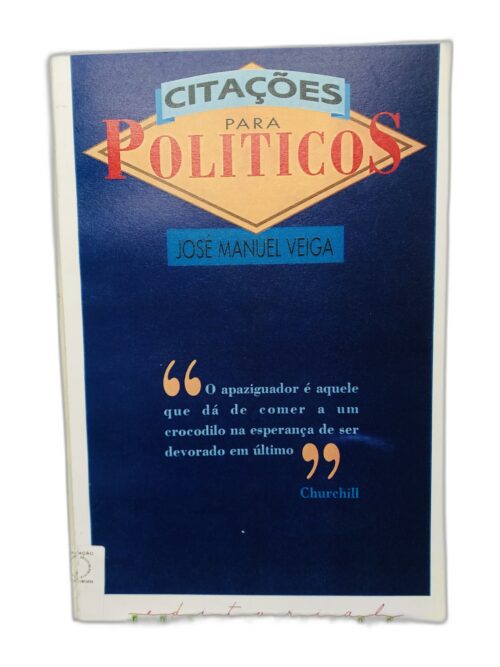 CITAÇÕES
PARA
POLITICOS
JOSÉ MANUEL VEIGA
“ O apaziguador é aquele
que dá de comer a um
crocodilo na esperança de ser
devorado em último ”
Churchill
editorial